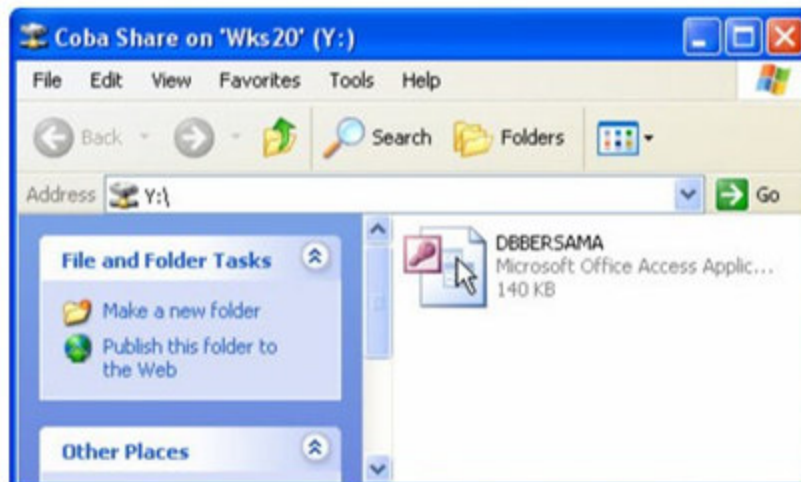 Coba Share on 'Wks20' (Y:)
File Edit View Favorites Tools Help
Back Search Folders
Address Y:\ Go
File and Folder Tasks
Make a new folder
Publish this folder to
the Web
Other Places
DBBERSAMA
Microsoft Office Access Applic...
140 KB